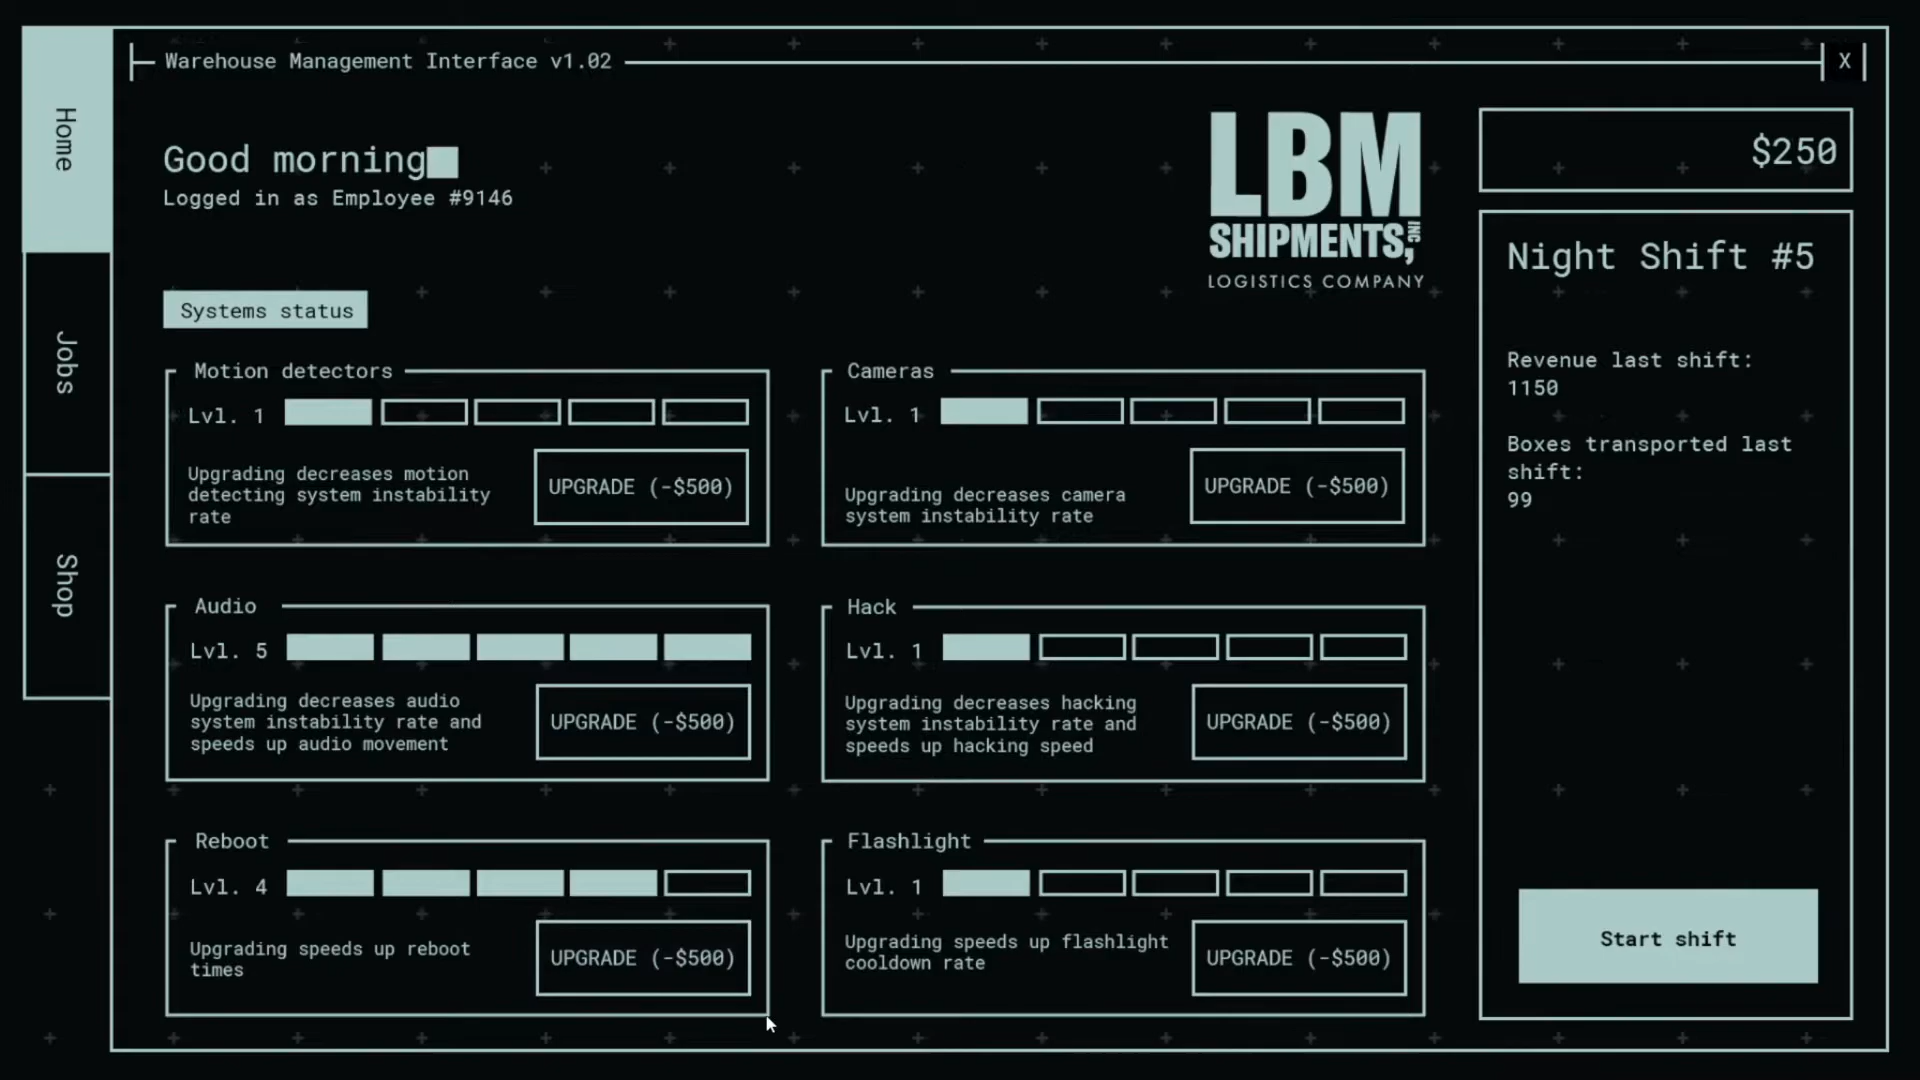 Warehouse Management Interface v1.02
X
Home
Jobs
Shop
Good morning
Logged in as Employee #9146
LBM
SHIPMENTS, INC
LOGISTICS COMPANY
$250
Systems status
Motion detectors
Lvl. 1
Upgrading decreases motion
detecting system instability
rate
UPGRADE (-$500)
Cameras
Lvl. 1
Upgrading decreases camera
system instability rate
UPGRADE (-$500)
Audio
Lvl. 5
Upgrading decreases audio
system instability rate and
speeds up audio movement
UPGRADE (-$500)
Hack
Lvl. 1
Upgrading decreases hacking
system instability rate and
speeds up hacking speed
UPGRADE (-$500)
Reboot
Lvl. 4
Upgrading speeds up reboot
times
UPGRADE (-$500)
Flashlight
Lvl. 1
Upgrading speeds up flashlight
cooldown rate
UPGRADE (-$500)
Night Shift #5
Revenue last shift:
1150
Boxes transported last
shift:
99
Start shift